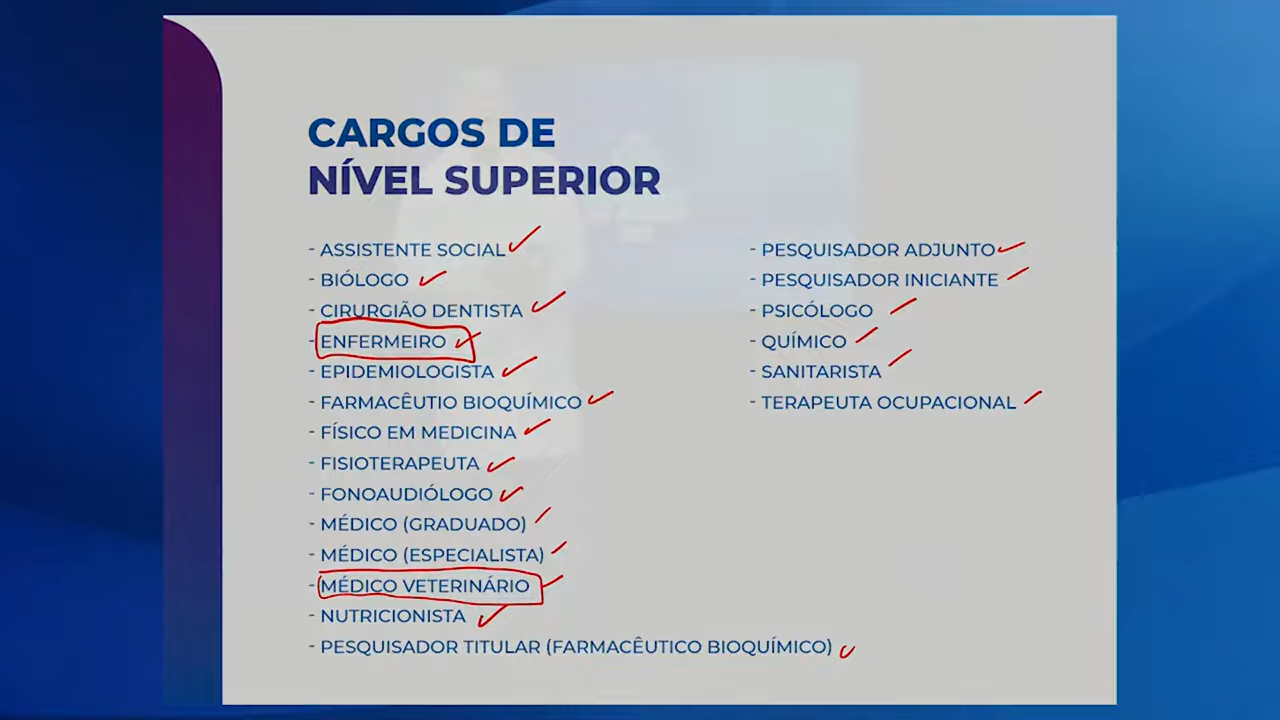 CARGOS DE
NÍVEL SUPERIOR
- ASSISTENTE SOCIAL
- BIÓLOGO
- CIRURGIÃO DENTISTA
- ENFERMEIRO
- EPIDEMIOLOGISTA
- FARMACÊUTIO BIOQUÍMICO
- FÍSICO EM MEDICINA
- FISIOTERAPEUTA
- FONOAUDIÓLOGO
- MÉDICO (GRADUADO)
- MÉDICO (ESPECIALISTA)
- MÉDICO VETERINÁRIO
- NUTRICIONISTA
- PESQUISADOR TITULAR (FARMACÊUTICO BIOQUÍMICO)
- PESQUISADOR ADJUNTO
- PESQUISADOR INICIANTE
- PSICÓLOGO
- QUÍMICO
- SANITARISTA
- TERAPEUTA OCUPACIONAL